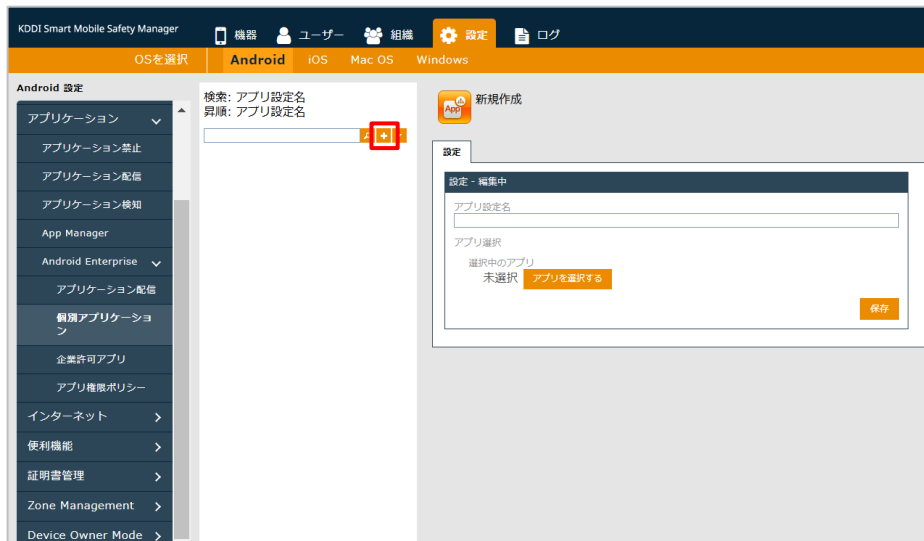 KDDI Smart Mobile Safety Manager
機器
ユーザー
組織
設定
ログ
OSを選択
Android
iOS
Mac OS
Windows
Android 設定
アプリケーション
アプリケーション禁止
アプリケーション配信
アプリケーション検知
App Manager
Android Enterprise
アプリケーション配信
個別アプリケーショ
ン
企業許可アプリ
アプリ権限ポリシー
インターネット
便利機能
証明書管理
Zone Management
Device Owner Mode
検索: アプリ設定名
昇順: アプリ設定名
App
新規作成
設定
設定 - 編集中
アプリ設定名
アプリ選択
選択中のアプリ
未選択 アプリを選択する
保存